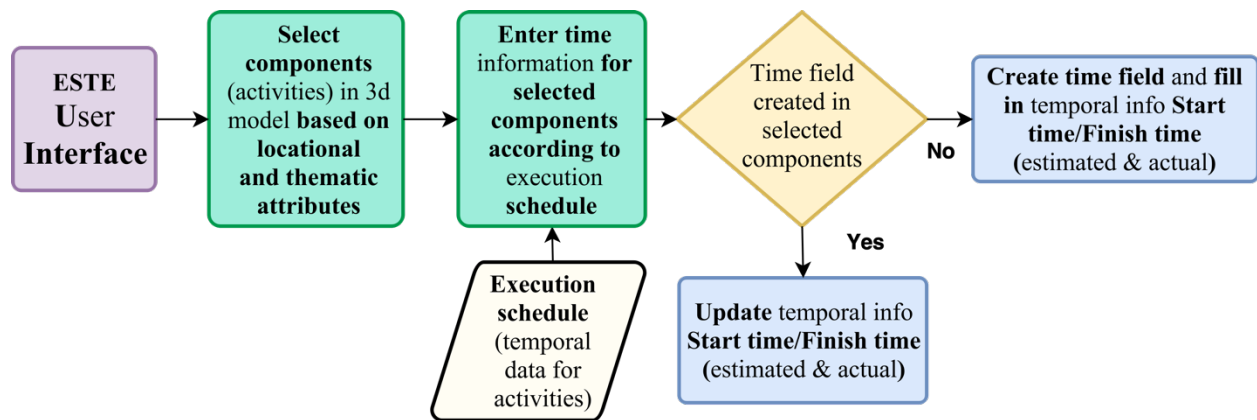 ESTE
User
Interface
Select
components
(activities) in 3d
model based on
locational
and thematic
attributes
Enter time
information for
selected
components
according to
execution
schedule
Execution
schedule
(temporal
data for
activities)
Time field
created in
selected
components
No
Yes
Create time field and fill
in temporal info Start
time/Finish time
(estimated & actual)
Update temporal info
Start time/Finish time
(estimated & actual)